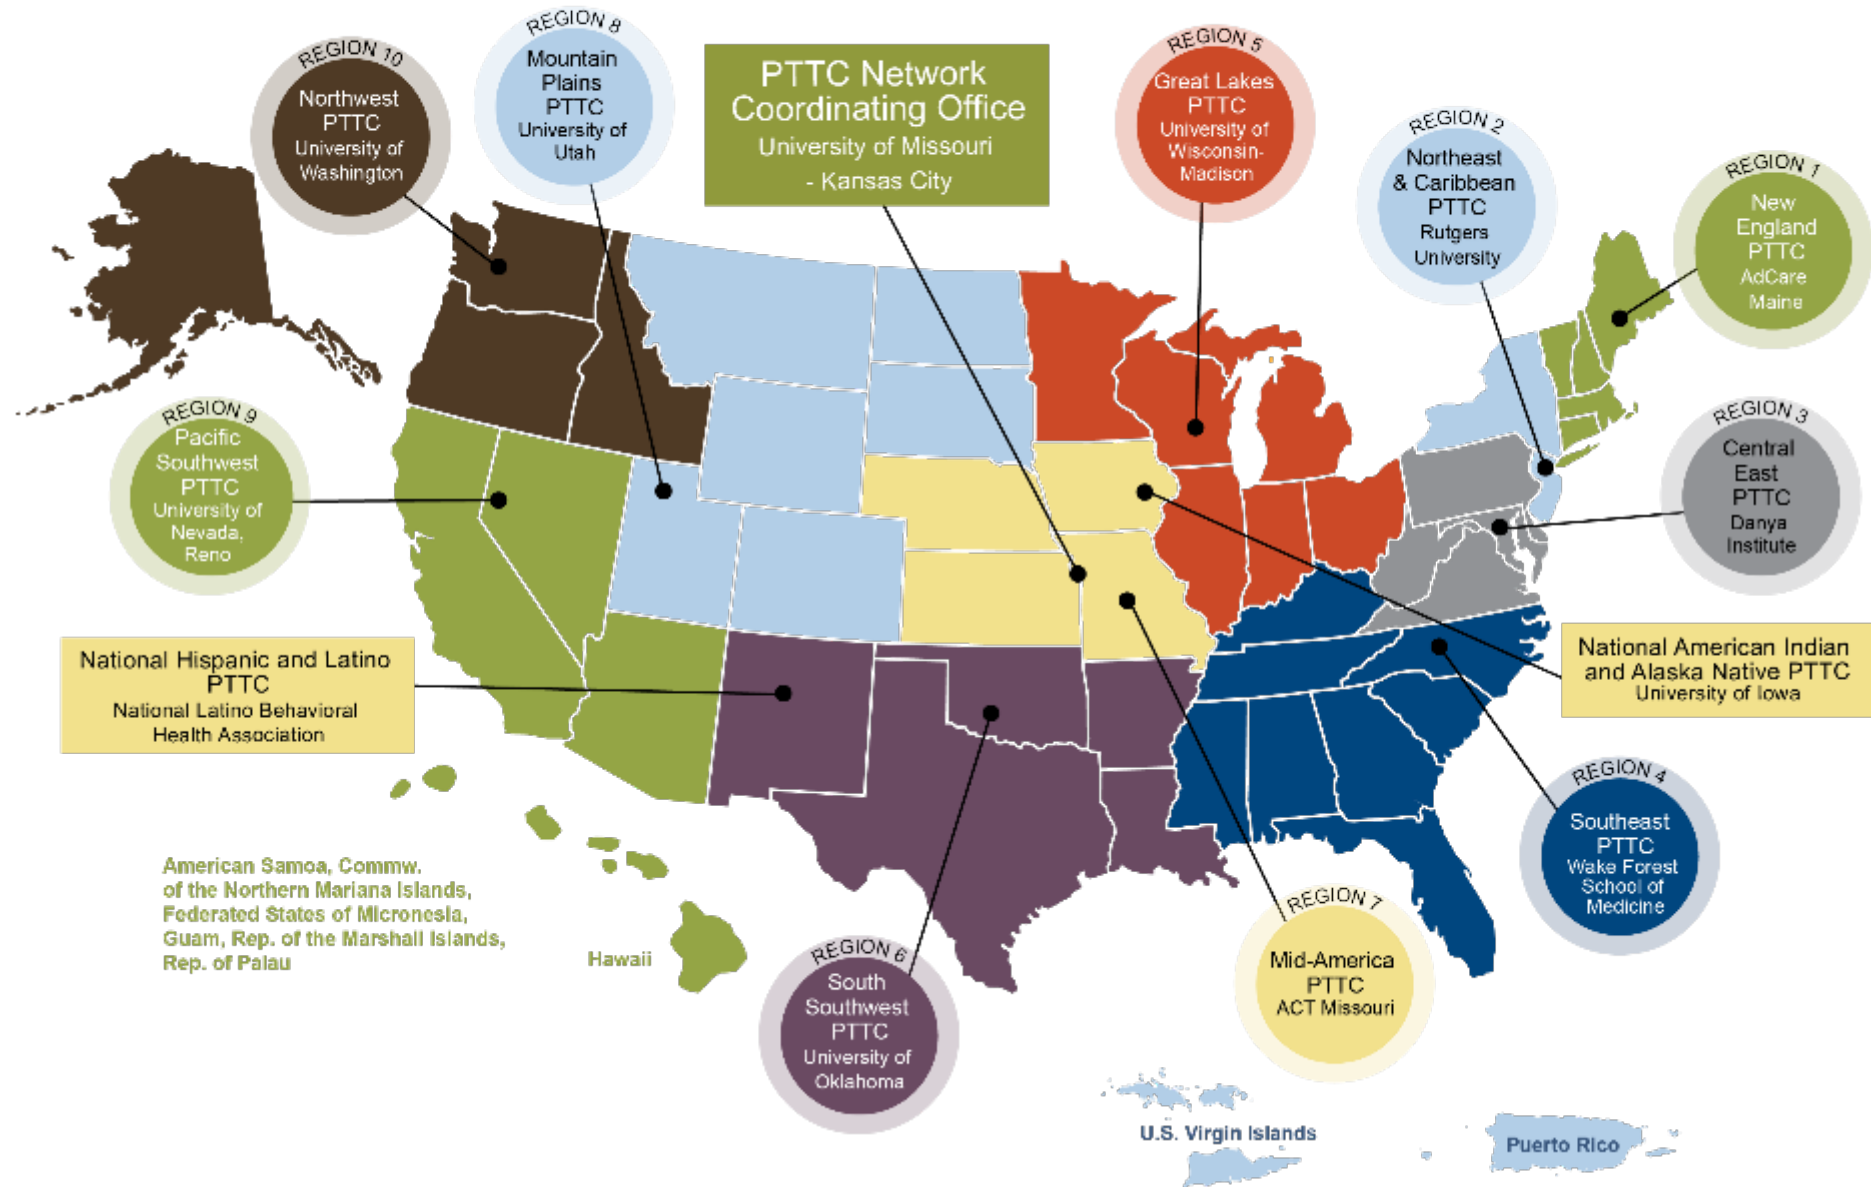 REGION 10
Northwest
PTTC
University of
Washington
REGION 8
Mountain
Plains
PTTC
University of
Utah
PTTC Network
Coordinating Office
University of Missouri
- Kansas City
REGION 5
Great Lakes
PTTC
University of
Wisconsin-
Madison
REGION 2
Northeast
& Caribbean
PTTC
Rutgers
University
REGION 1
New
England
PTTC
AdCare
Maine
REGION 9
Pacific
Southwest
PTTC
University of
Nevada,
Reno
REGION 3
Central
East
PTTC
Danya
Institute
National Hispanic and Latino
PTTC
National Latino Behavioral
Health Association
National American Indian
and Alaska Native PTTC
University of Iowa
REGION 4
Southeast
PTTC
Wake Forest
School of
Medicine
American Samoa, Commw.
of the Northern Mariana Islands,
Federated States of Micronesia,
Guam, Rep. of the Marshall Islands,
Rep. of Palau
Hawaii
REGION 6
South
Southwest
PTTC
University of
Oklahoma
REGION 7
Mid-America
PTTC
ACT Missouri
U.S. Virgin Islands
Puerto Rico